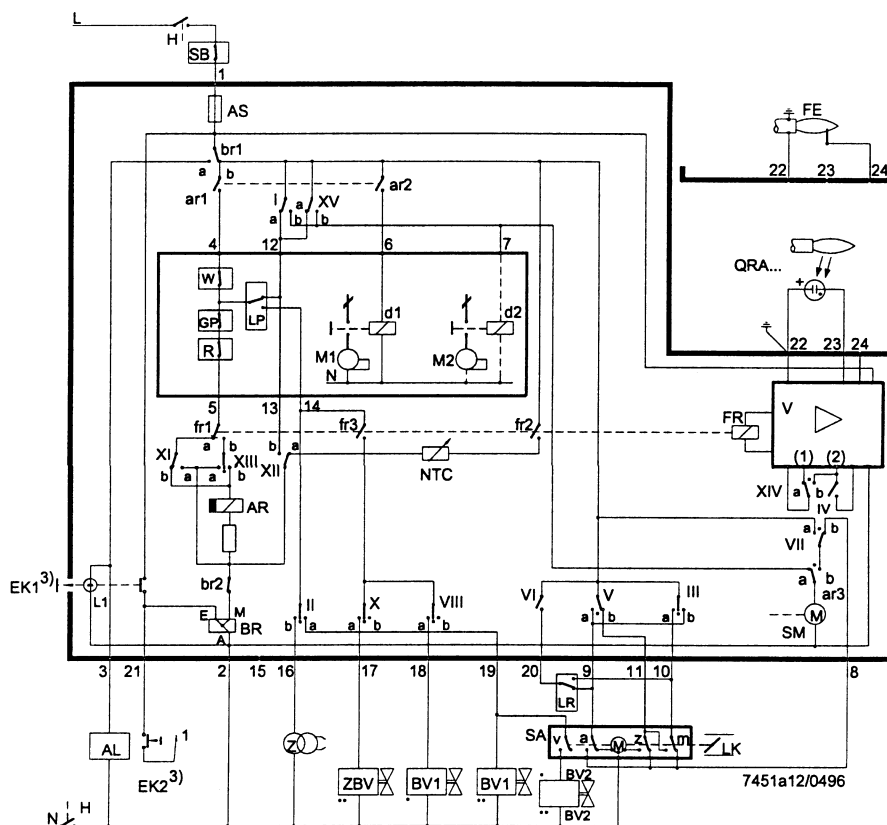 L
H
SB
1
AS
FE
br1
22 23 24
a b
ar1 ar2
I XV
a a b b
QRA...
+
4 12 6 7
W
LP
d1 d2
GP
R
M1 M2
N
22 23 24
5 13 14
V
fr1 fr3 fr2
FR
XI XIII
a
b a a b
XII
a
b
NTC
(1) (2)
XIV
a b
IV
AR
a b
VII
EK1 3)
L1
br2
VI V III
a b
ar3
E M
BR
A
II X VIII
b a a b a b
a b a b
SM
M
3 21 2 15 16 17 18 19 20 9 11 10 8
LR
AL
1
EK2 3)
Z
SA
v a M z m
LK
ZBV BV1 BV1 BV2
BV2
7451a12/0496
N H